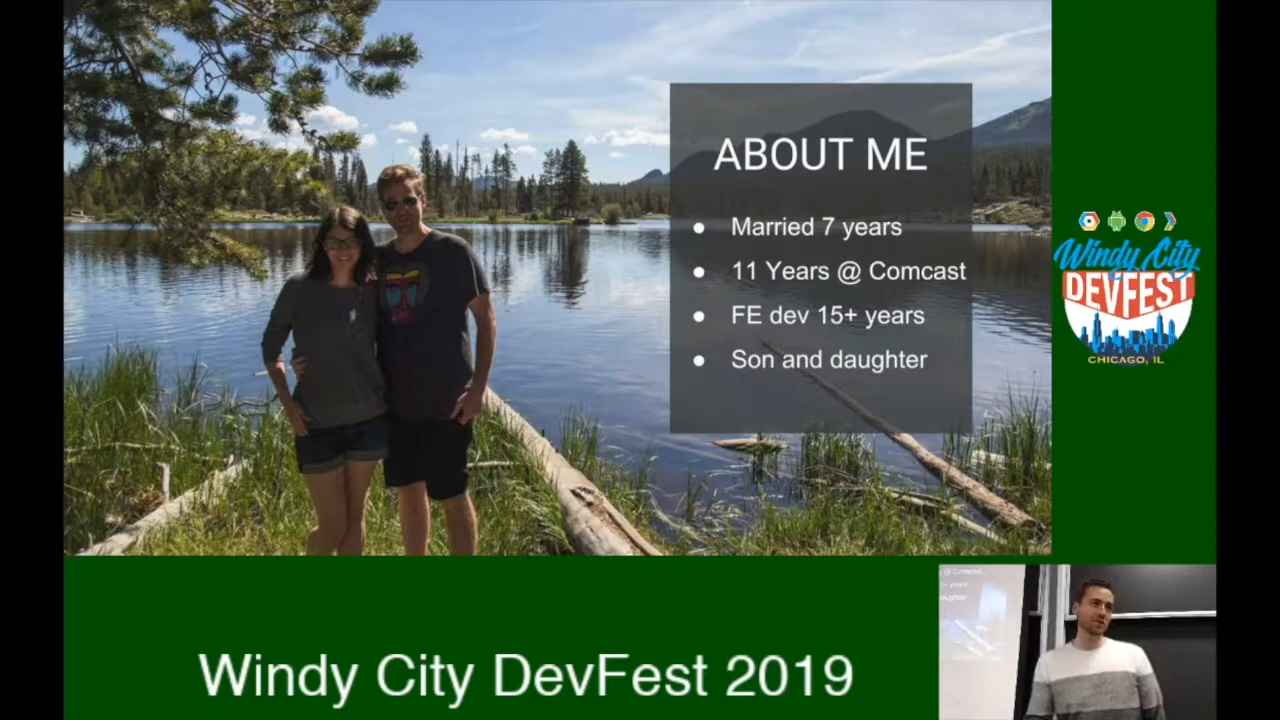 ABOUT ME
● Married 7 years
● 11 Years @ Comcast
● FE dev 15+ years
● Son and daughter
Windy City
DEVFEST
CHICAGO, IL
@ Comcast
Windy City DevFest 2019